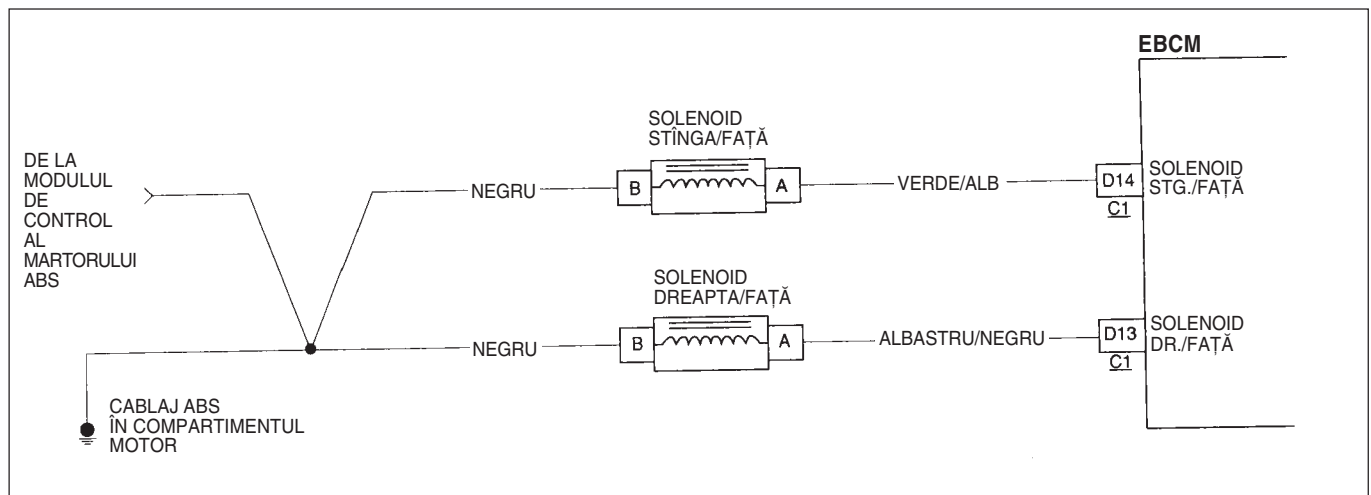 EBCM
SOLENOID
STÎNGA/FAȚĂ
DE LA
MODULUL
DE
CONTROL
AL
MARTORULUI
ABS
NEGRU
B
A
VERDE/ALB
D14
C1
SOLENOID
STG./FAȚĂ
SOLENOID
DREAPTA/FAȚĂ
NEGRU
B
A
ALBASTRU/NEGRU
D13
C1
SOLENOID
DR./FAȚĂ
CABLAJ ABS
ÎN COMPARTIMENTUL
MOTOR